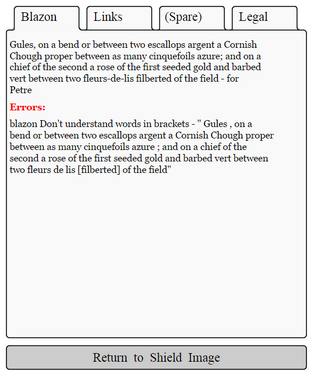 Blazon Links (Spare) Legal
Gules, on a bend or between two escallops argent a Cornish
Chough proper between as many cinquefoils azure; and on a
chief of the second a rose of the first seeded gold and barbed
vert between two fleurs-de-lis filberted of the field - for
Petre
Errors:
blazon Don't understand words in brackets - " Gules , on a
bend or between two escallops argent a Cornish Chough proper
between as many cinquefoils azure ; and on a chief of the
second a rose of the first seeded gold and barbed vert between
two fleurs de lis [filberted] of the field"
Return to Shield Image